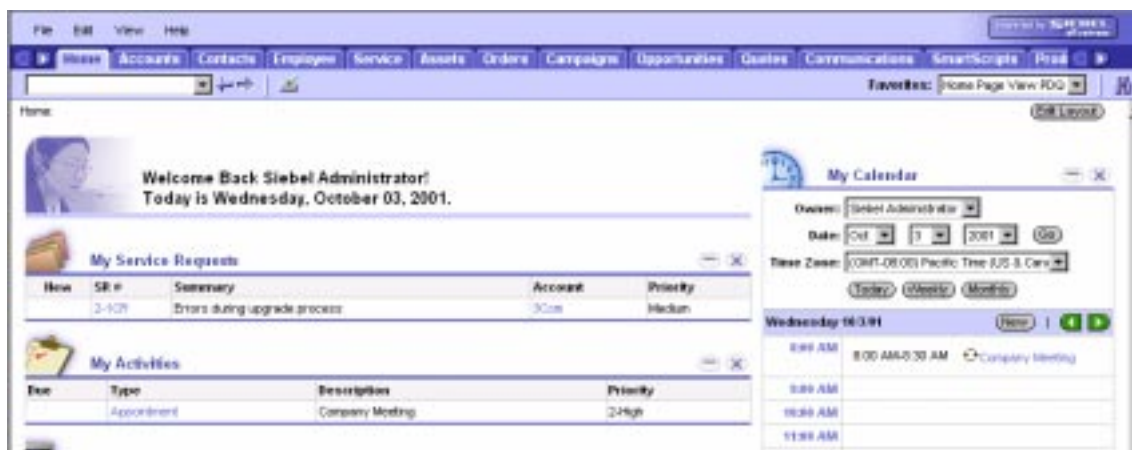 File Edit View Help
Powered by SIEBEL
Home Accounts Contacts Employee Service Assets Orders Campaigns Opportunities Quotes Communications SmartScripts Prod
Favorites: Home Page View PDQ
Home:
Edit Layout
Welcome Back Siebel Administrator!
Today is Wednesday, October 03, 2001.
My Calendar
Owner: Siebel Administrator
Date: Oct 3 2001 Go
Time Zone: (GMT-08:00) Pacific Time (US & Can
Today Weekly Monthly
Wednesday 10/3/01 New
8:00 AM 8:00 AM-8:30 AM Company Meeting
9:00 AM
10:00 AM
11:00 AM
My Service Requests
New SR # Summary Account Priority
Errors during upgrade process 3Com Medium
My Activities
Due Type Description Priority
Appointment Company Meeting 2-High